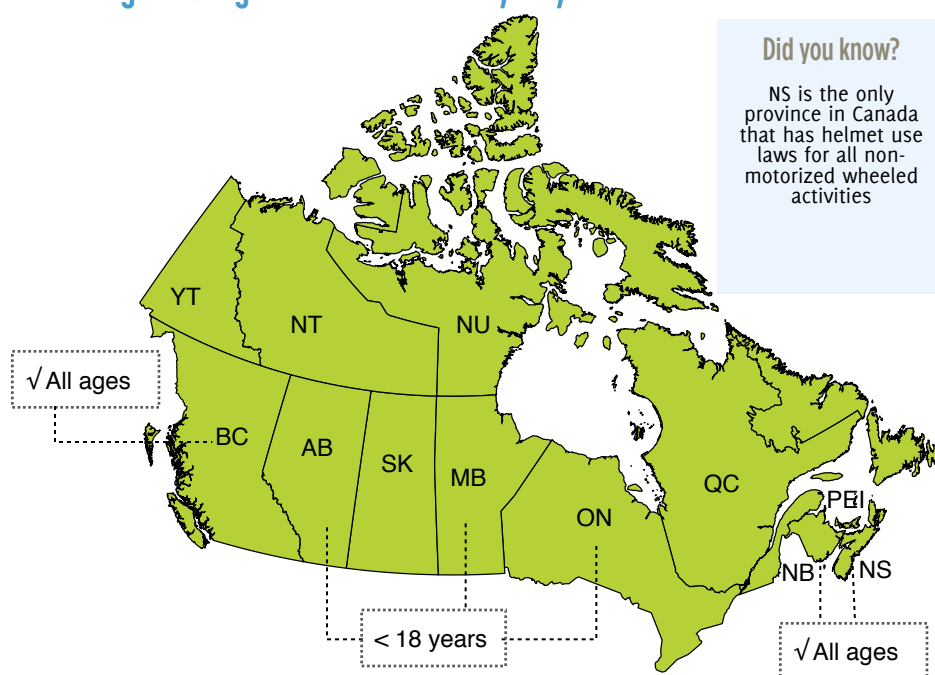 Did you know?
NS is the only
province in Canada
that has helmet use
laws for all non-
motorized wheeled
activities
YT
NT
NU
√ All ages
BC
AB
SK
MB
ON
QC
PEI
NB
NS
< 18 years
√ All ages